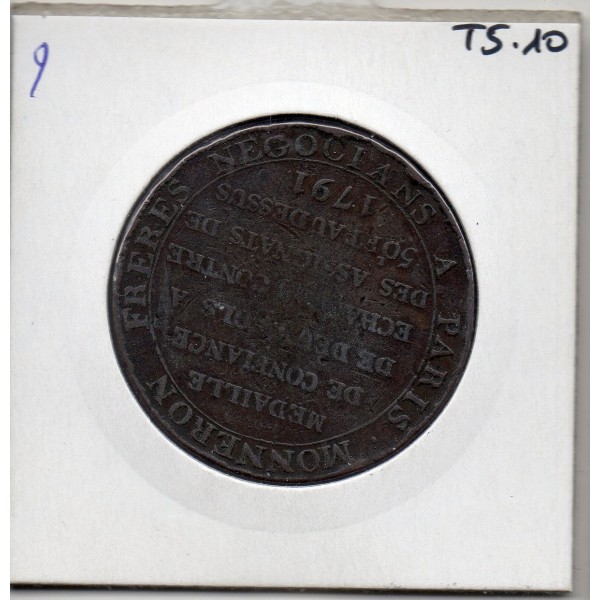 TS.10
9
MONNERON FRERES NEGOCIANS A PARIS.
MEDAILLE
DE CONFIANCE
DE DEUX SOLS A
ECHANGER CONTRE
DES ASSIGNATS DE
50₶ ET AU DESSUS
1791